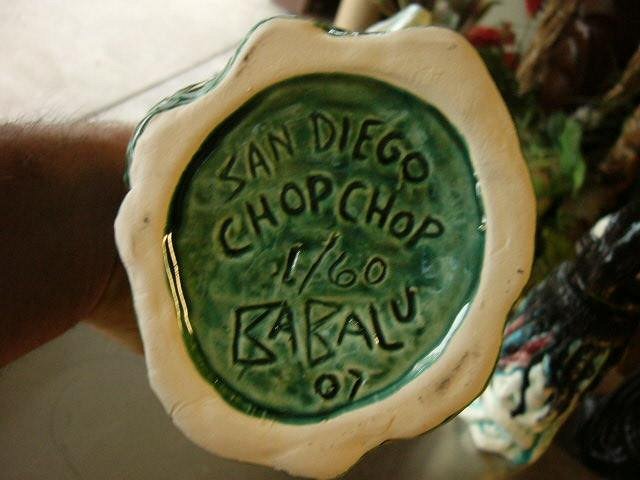 SAN DIEGO
CHOPCHOP
1/60
BABALU
07